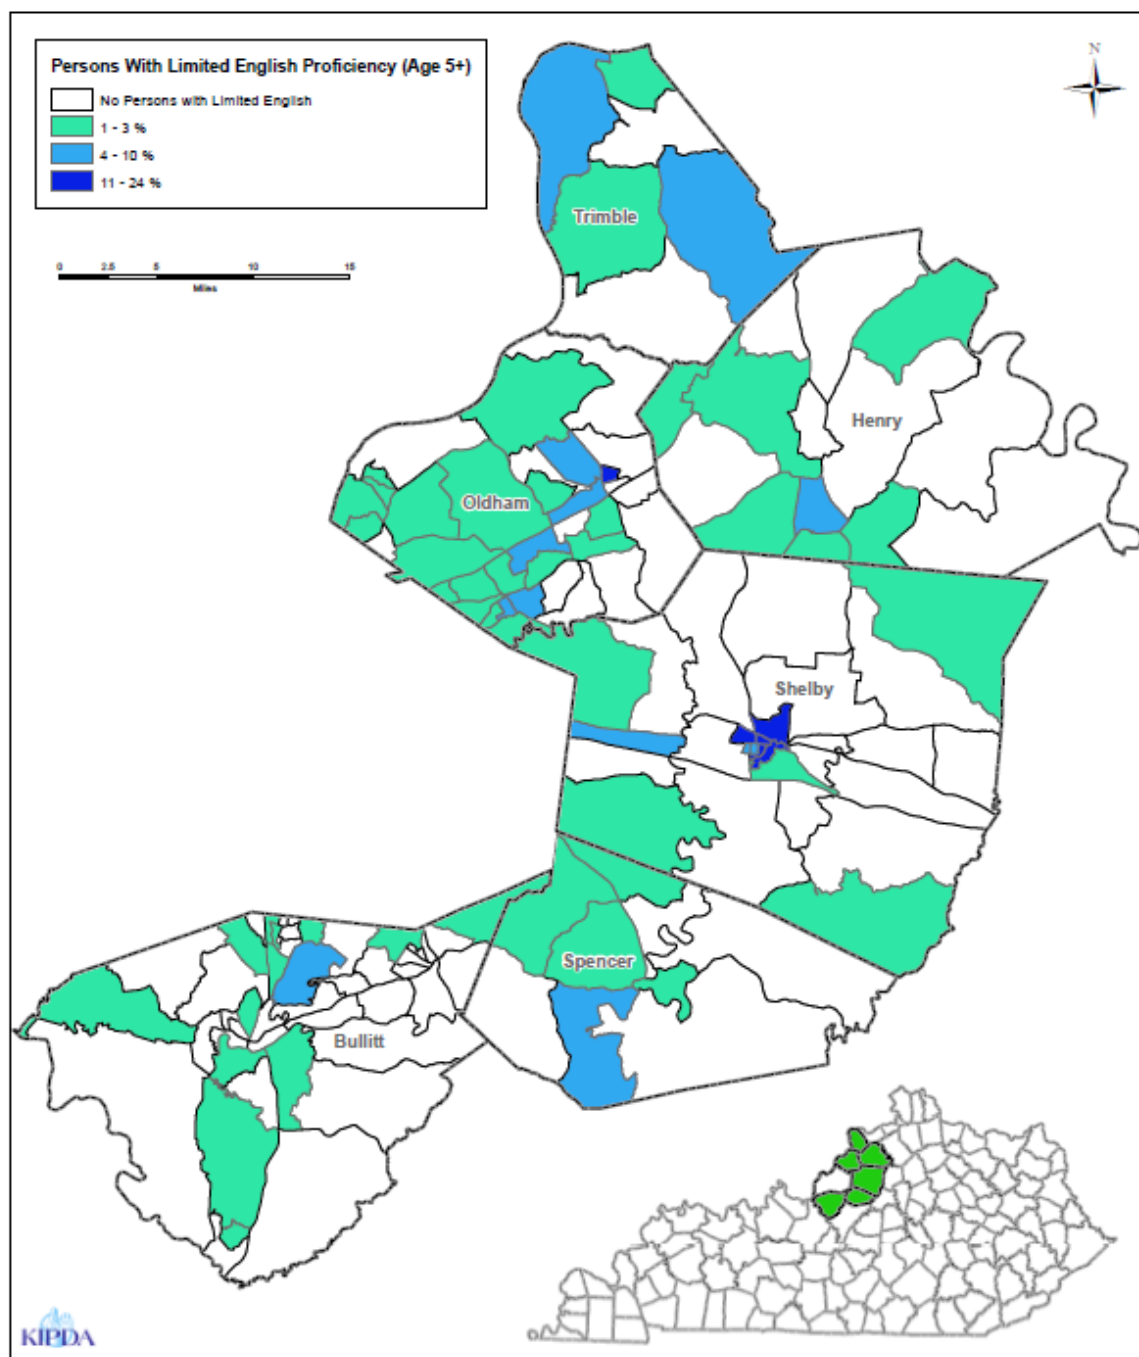 Persons With Limited English Proficiency (Age 5+)
No Persons with Limited English
1 - 3 %
4 - 10 %
11 - 24 %
N
0 2.5 5 10 15
Miles
Trimble
Henry
Oldham
Shelby
Spencer
Bullitt
KIPDA